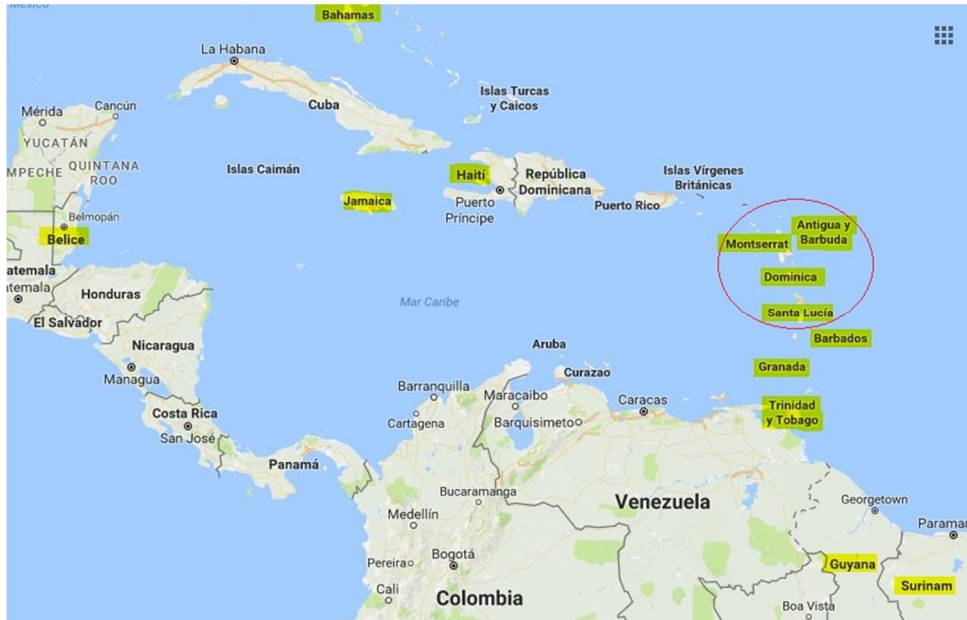 México
Bahamas
La Habana
Islas Turcas
y Caicos
Cuba
Mérida
Cancún
YUCATÁN
MPECHE
QUINTANA
ROO
Islas Caimán
Haití
República
Dominicana
Islas Vírgenes
Británicas
Jamaica
Puerto
Príncipe
Puerto Rico
Belmopán
Belice
Antigua y
Barbuda
Montserrat
atemala
atemala
Dominica
Honduras
Mar Caribe
Santa Lucía
El Salvador
Barbados
Nicaragua
Aruba
Managua
Curazao
Granada
Barranquilla
Maracaibo
Caracas
Trinidad
y Tobago
Costa Rica
San José
Cartagena
Barquisimeto
Panamá
Bucaramanga
Venezuela
Georgetown
Medellín
Paramar
Bogotá
Pereira
Guyana
Cali
Surinam
Colombia
Boa Vista